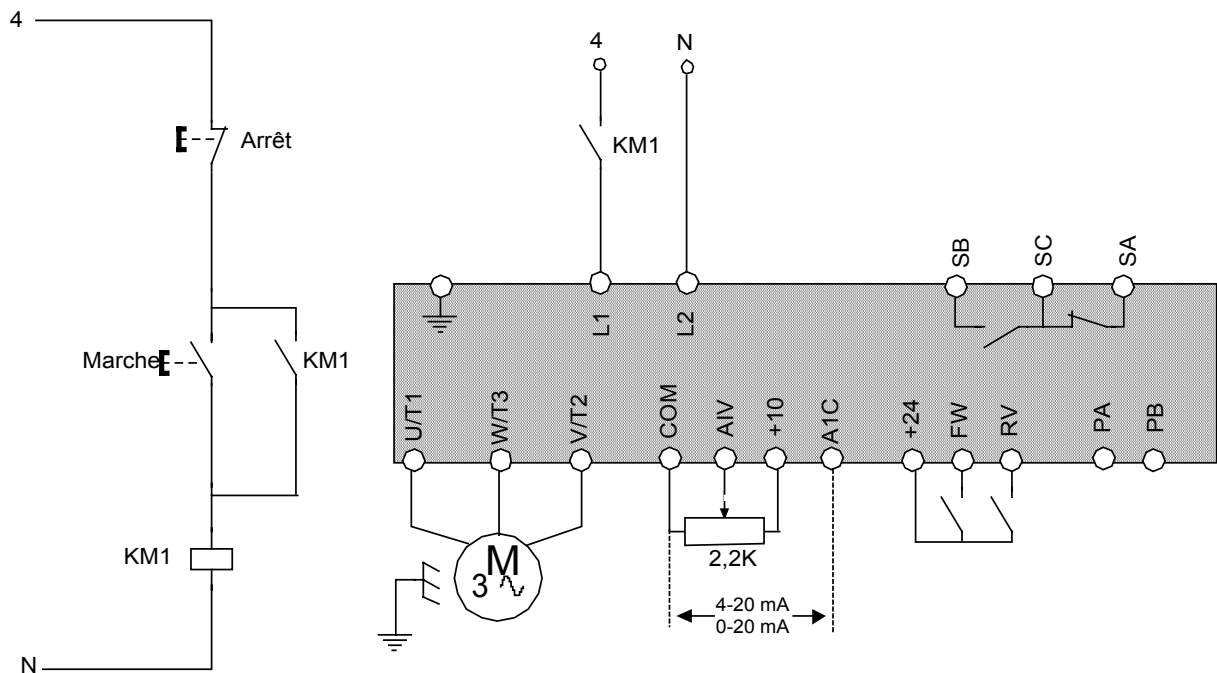 4
Arrêt
Marche
KM1
KM1
N
4
N
KM1
L1
L2
SB
SC
SA
U/T1
W/T3
V/T2
COM
AIV
+10
A1C
+24
FW
RV
PA
PB
M
3
2,2K
4-20 mA
0-20 mA